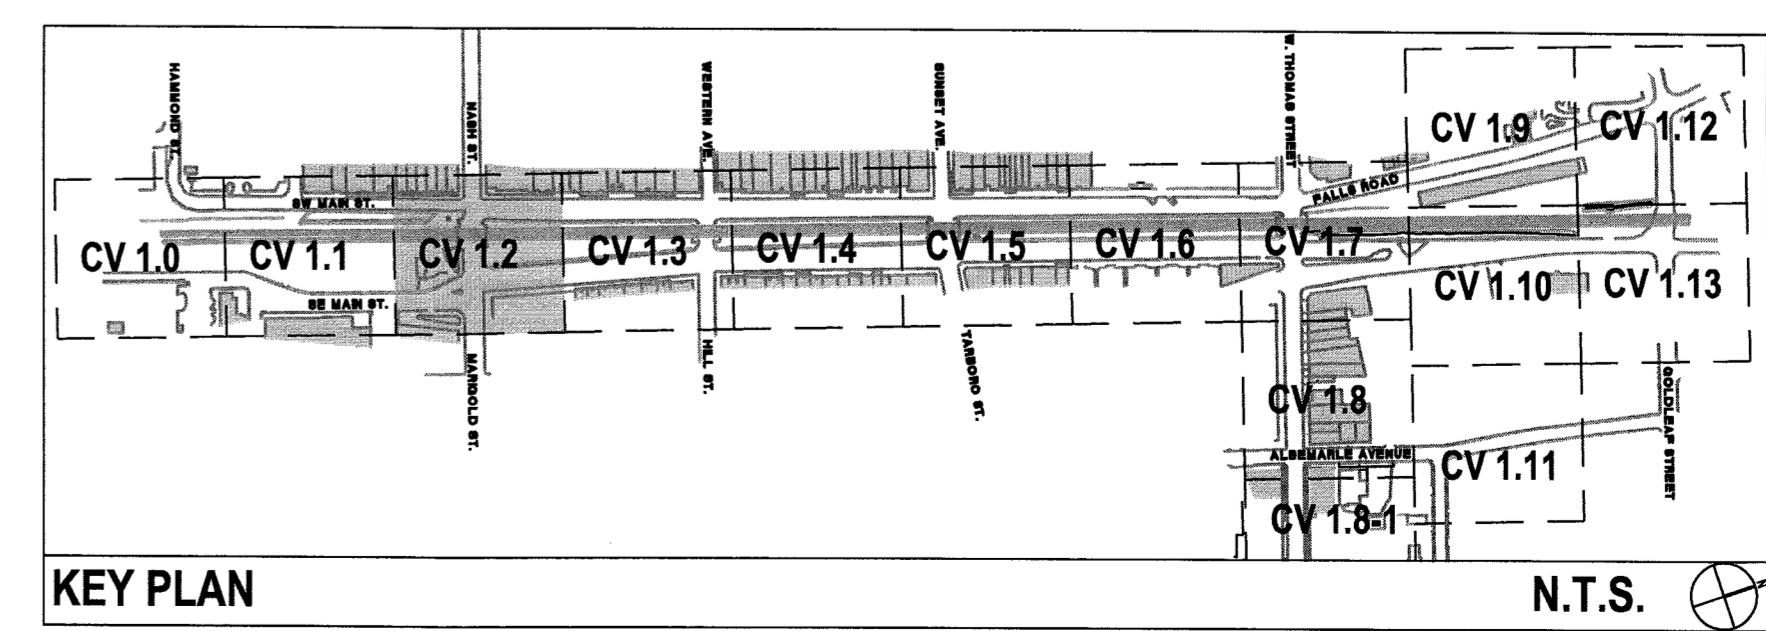 HAMMOND ST.
NASH ST.
WESTERN AVE.
SUNSET AVE.
W. THOMAS STREET
CV 1.9
CV 1.12
FALLS ROAD
SW MAIN ST.
CV 1.0
CV 1.1
CV 1.2
CV 1.3
CV 1.4
CV 1.5
CV 1.6
CV 1.7
CV 1.10
CV 1.13
SE MAIN ST.
MARIGOLD ST.
HILL ST.
TARBORO ST.
GOLDLEAF STREET
CV 1.8
ALBEMARLE AVENUE
CV 1.11
CV 1.8-1
KEY PLAN
N.T.S.
N